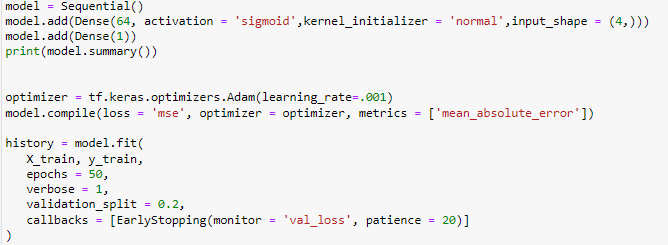 model = Sequential()
model.add(Dense(64, activation = 'sigmoid',kernel_initializer = 'normal',input_shape = (4,)))
model.add(Dense(1))
print(model.summary())
optimizer = tf.keras.optimizers.Adam(learning_rate=.001)
model.compile(loss = 'mse', optimizer = optimizer, metrics = ['mean_absolute_error'])
history = model.fit(
X_train, y_train,
epochs = 50,
verbose = 1,
validation_split = 0.2,
callbacks = [EarlyStopping(monitor = 'val_loss', patience = 20)]
)